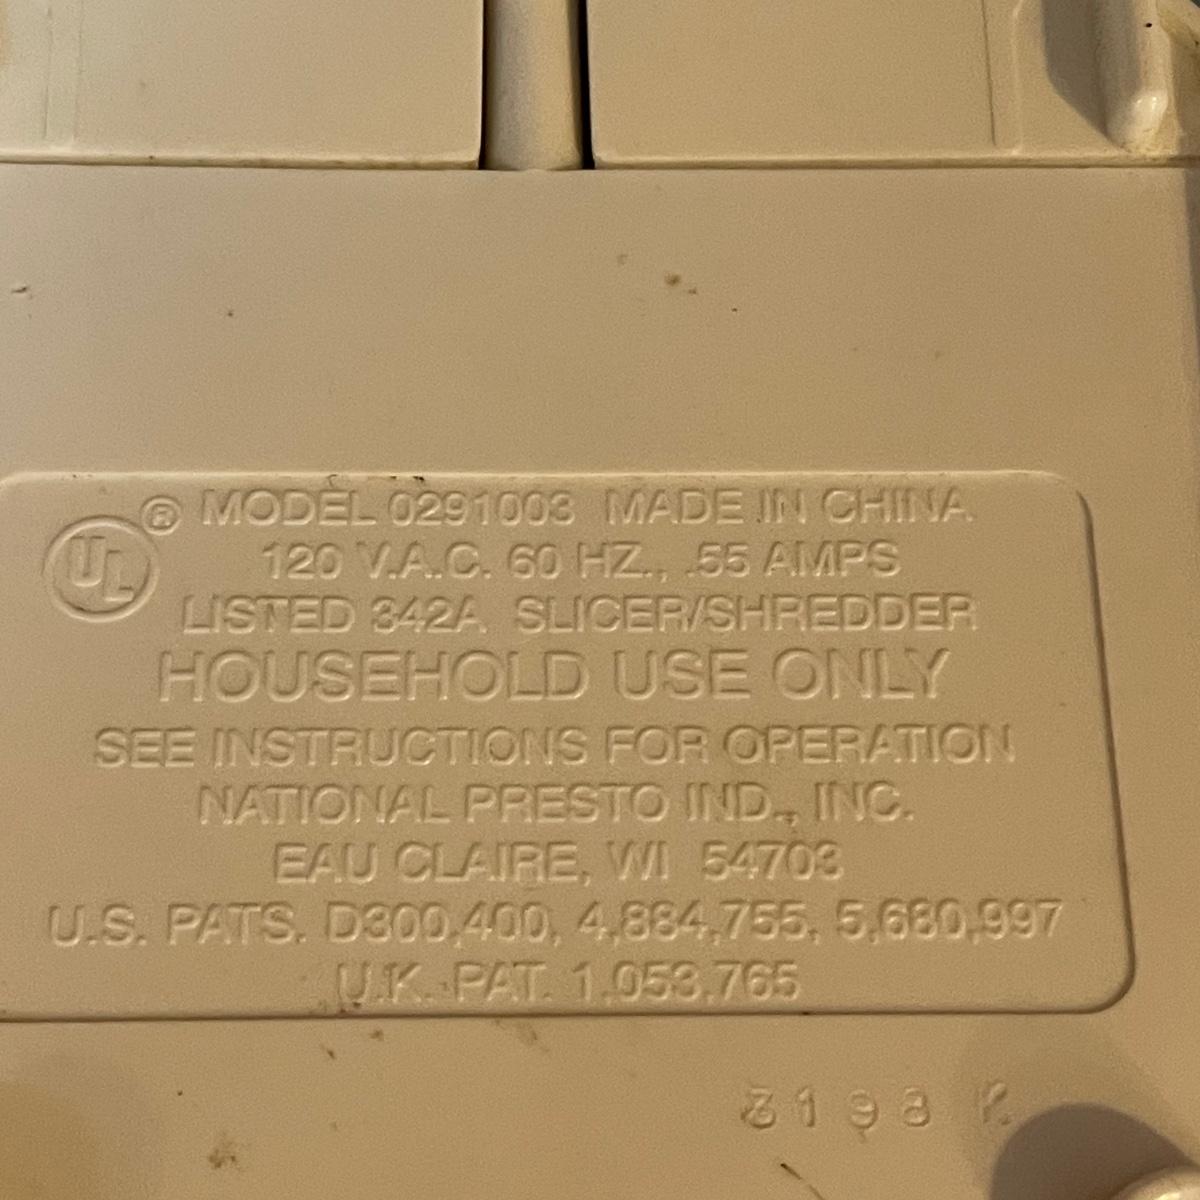 UL ® MODEL 0291003 MADE IN CHINA
120 V.A.C. 60 HZ., .55 AMPS
LISTED 342A SLICER/SHREDDER
HOUSEHOLD USE ONLY
SEE INSTRUCTIONS FOR OPERATION
NATIONAL PRESTO IND., INC.
EAU CLAIRE, WI 54703
U.S. PATS. D300,400, 4,884,755, 5,680,997
U.K. PAT. 1,053,765
3198